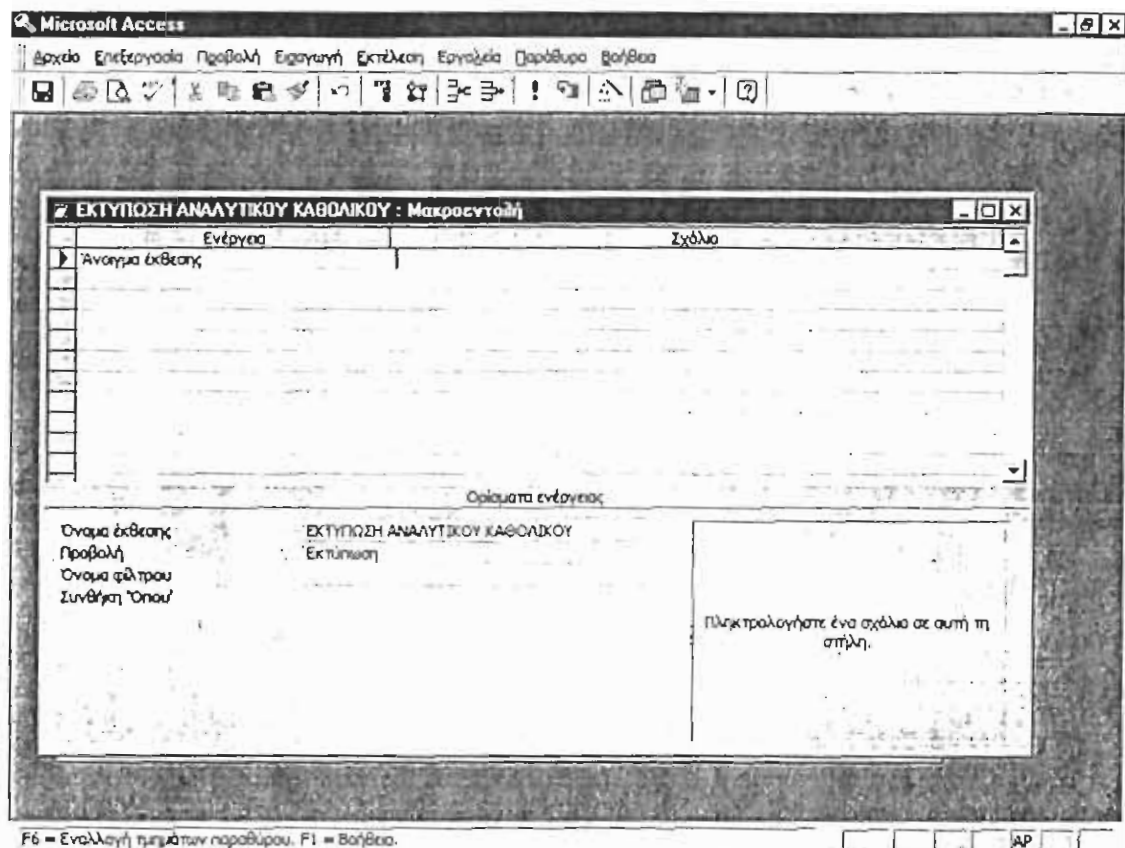 Microsoft Access
Αρχείο Επεξεργασία Προβολή Εισαγωγή Εκτέλεση Εργαλεία Παράθυρο Βοήθεια
ΕΚΤΥΠΩΣΗ ΑΝΑΛΥΤΙΚΟΥ ΚΑΘΟΛΙΚΟΥ : Μακροεντολή
Ενέργεια Σχόλιο
Άνοιγμα έκθεσης
Ορίσματα ενέργειας
Όνομα έκθεσης ΕΚΤΥΠΩΣΗ ΑΝΑΛΥΤΙΚΟΥ ΚΑΘΟΛΙΚΟΥ
Προβολή Εκτύπωση
Όνομα φίλτρου
Συνθήκη 'Όπου'
Πληκτρολογήστε ένα σχόλιο σε αυτή τη
στήλη.
F6 = Εναλλαγή τμημάτων παραθύρου. F1 = Βοήθεια.
ΑΡ